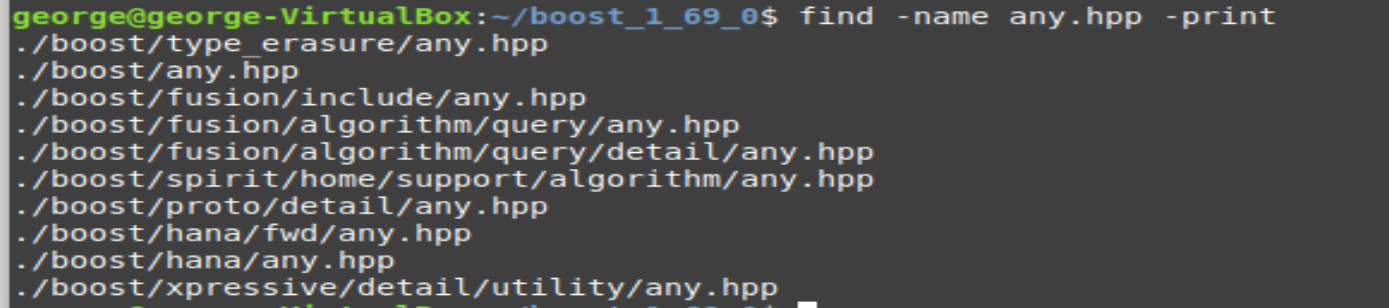 george@george-VirtualBox:~/boost_1_69_0$ find -name any.hpp -print
./boost/type_erasure/any.hpp
./boost/any.hpp
./boost/fusion/include/any.hpp
./boost/fusion/algorithm/query/any.hpp
./boost/fusion/algorithm/query/detail/any.hpp
./boost/spirit/home/support/algorithm/any.hpp
./boost/proto/detail/any.hpp
./boost/hana/fwd/any.hpp
./boost/hana/any.hpp
./boost/xpressive/detail/utility/any.hpp